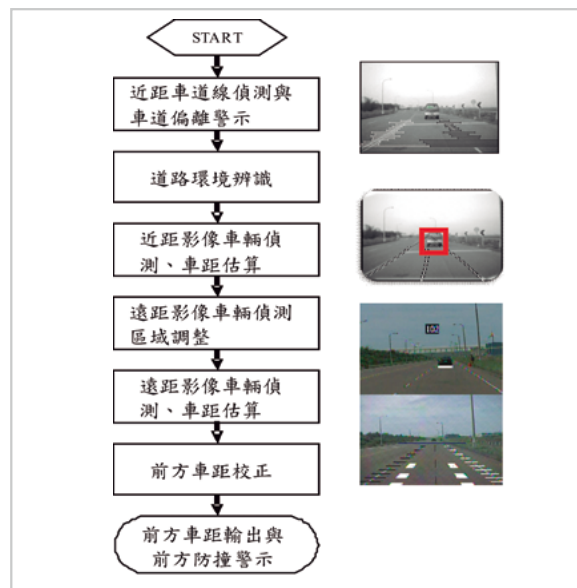 START
近距車道線偵測與
車道偏離警示
道路環境辨識
近距影像車輛偵
測、車距估算
遠距影像車輛偵測
區域調整
遠距影像車輛偵
測、車距估算
前方車距校正
前方車距輸出與
前方防撞警示